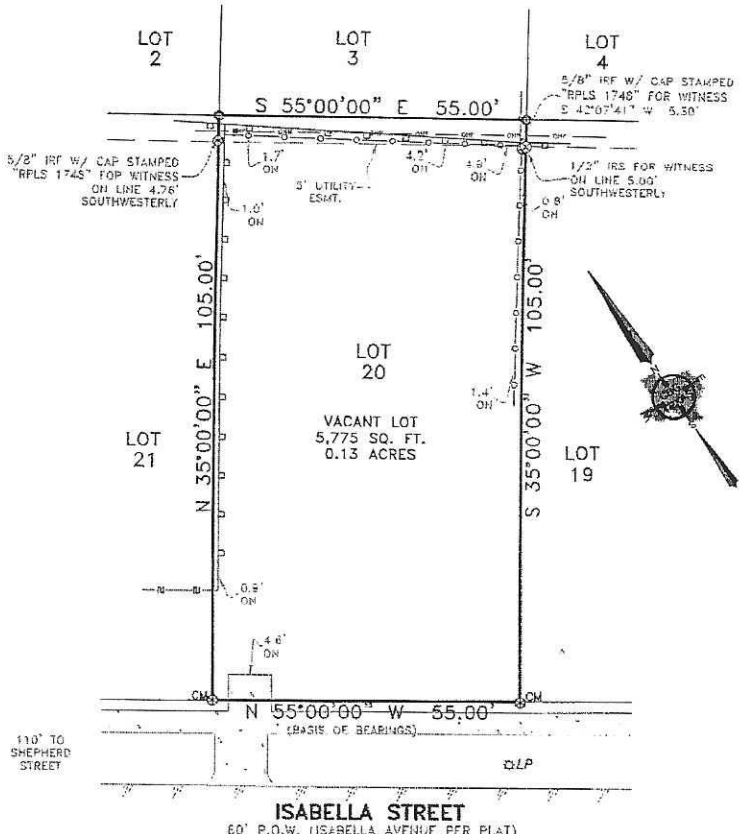 LOT
2
LOT
3
LOT
4
5/8" IRF W/ CAP STAMPED
"RPLS 1748" FOR WITNESS
S 42°07'41" W 5.30'
S 55°00'00" E 55.00'
5/8" IRF W/ CAP STAMPED
"RPLS 1748" FOR WITNESS
ON LINE 4.76'
SOUTHWESTERLY
1.7'
ON
4.2'
ON
4.9'
ON
1/2" IRS FOR WITNESS
ON LINE 5.00'
SOUTHWESTERLY
5' UTILITY
ESMT.
1.0'
ON
0.8'
ON
N 35°00'00" E 105.00'
S 35°00'00" W 105.00'
LOT
20
1.4'
ON
VACANT LOT
5,775 SQ. FT.
0.13 ACRES
LOT
21
LOT
19
0.9'
ON
4.6'
ON
CM
CM
N 55°00'00" W 55.00'
(BASIS OF BEARINGS)
110' TO
SHEPHERD
STREET
LP
ISABELLA STREET
60' R.O.W. (ISABELLA AVENUE PER PLAT)